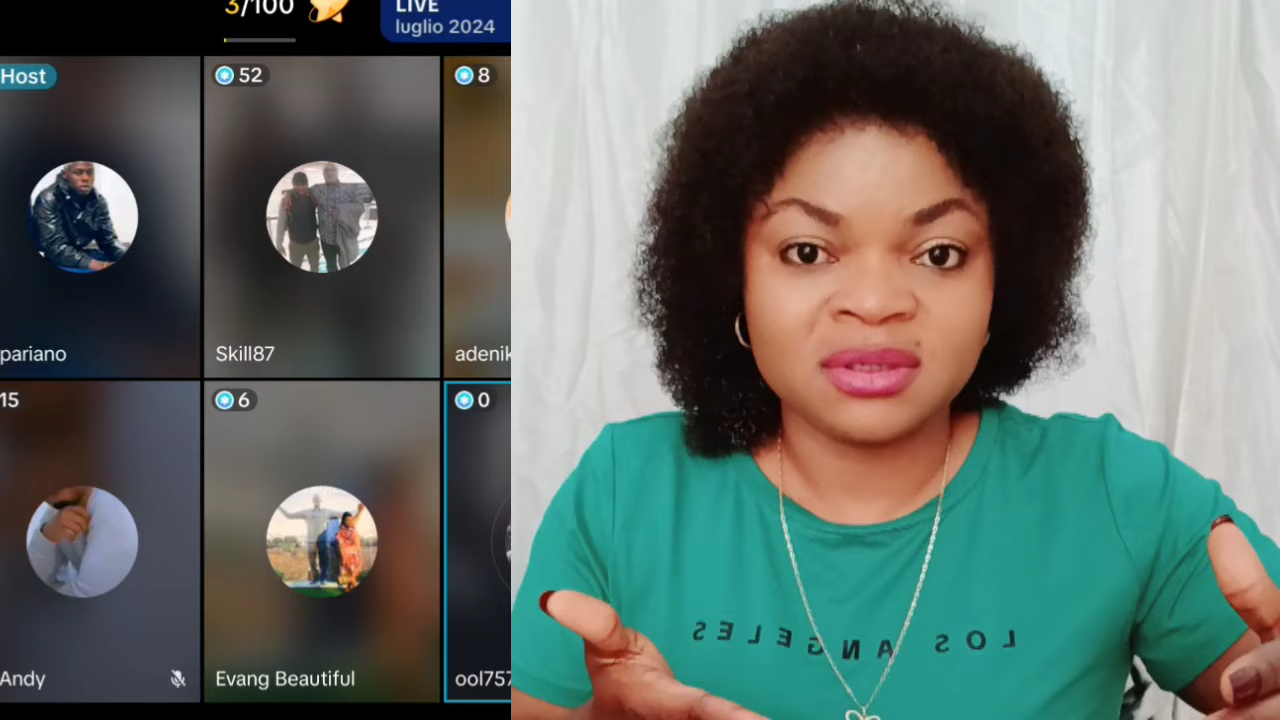 3/100
LIVE
luglio 2024
Host
52
8
pariano
Skill87
adenik
15
6
0
Andy
Evang Beautiful
ool757
LOS ANGELES